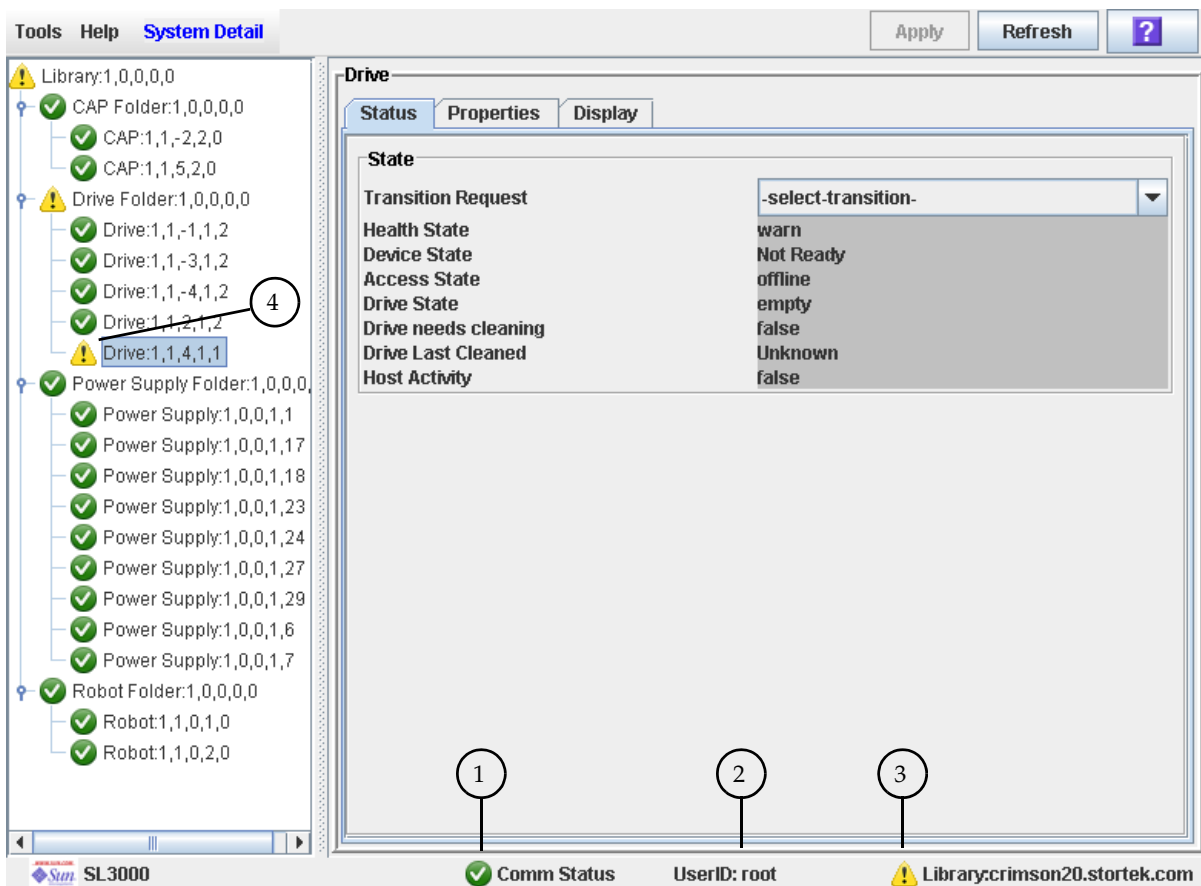 Tools Help System Detail
Apply Refresh ?
Library:1,0,0,0,0
CAP Folder:1,0,0,0,0
CAP:1,1,-2,2,0
CAP:1,1,5,2,0
Drive Folder:1,0,0,0,0
Drive:1,1,-1,1,2
Drive:1,1,-3,1,2
Drive:1,1,-4,1,2
Drive:1,1,2,1,2
Drive:1,1,4,1,1
4
Power Supply Folder:1,0,0,0,
Power Supply:1,0,0,1,1
Power Supply:1,0,0,1,17
Power Supply:1,0,0,1,18
Power Supply:1,0,0,1,23
Power Supply:1,0,0,1,24
Power Supply:1,0,0,1,27
Power Supply:1,0,0,1,29
Power Supply:1,0,0,1,6
Power Supply:1,0,0,1,7
Robot Folder:1,0,0,0,0
Robot:1,1,0,1,0
Robot:1,1,0,2,0
Drive
Status Properties Display
State
Transition Request -select-transition-
Health State warn
Device State Not Ready
Access State offline
Drive State empty
Drive needs cleaning false
Drive Last Cleaned Unknown
Host Activity false
1 2 3
www.sun.com
Sun SL3000 Comm Status UserID: root Library:crimson20.stortek.com